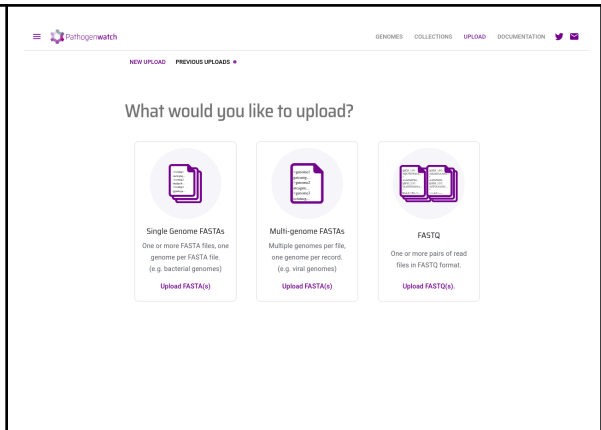 Pathogenwatch
GENOMES COLLECTIONS UPLOAD DOCUMENTATION
NEW UPLOAD PREVIOUS UPLOADS
What would you like to upload?
Single Genome FASTAs
One or more FASTA files, one
genome per FASTA file.
(e.g. bacterial genomes)
Upload FASTA(s)
Multi-genome FASTAs
Multiple genomes per file,
one genome per record.
(e.g. viral genomes)
Upload FASTA(s)
FASTQ
One or more pairs of read
files in FASTQ format.
Upload FASTQ(s).